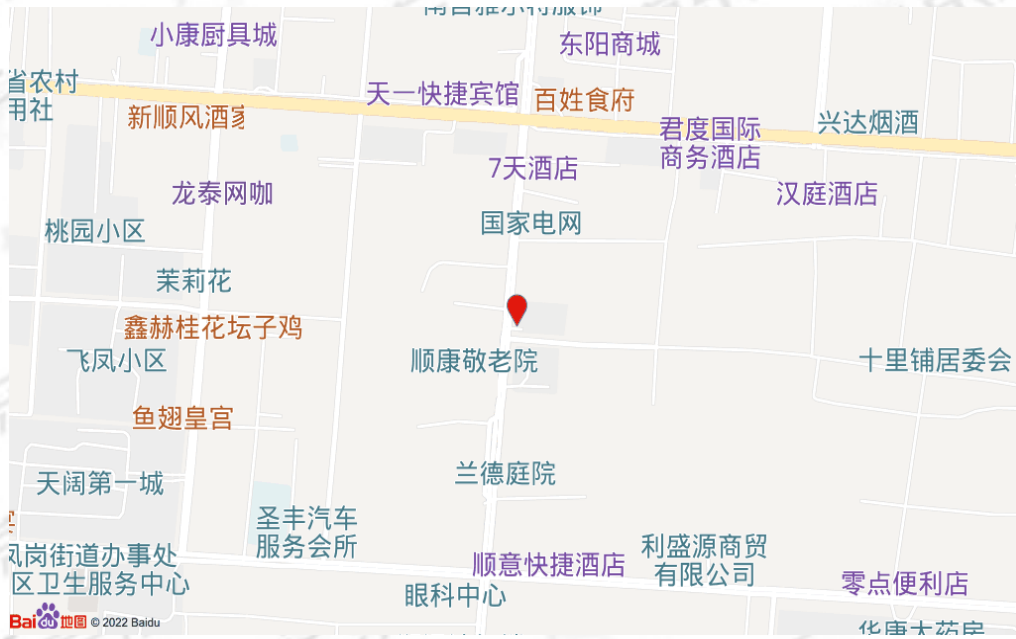 小康厨具城
东阳商城
省农村
用社
天一快捷宾馆
百姓食府
新顺风酒家
君度国际
商务酒店
兴达烟酒
7天酒店
龙泰网咖
汉庭酒店
桃园小区
国家电网
茉莉花
鑫赫桂花坛子鸡
飞凤小区
顺康敬老院
十里铺居委会
鱼翅皇宫
天阔第一城
兰德庭院
圣丰汽车
服务会所
凤岗街道办事处
区卫生服务中心
顺意快捷酒店
利盛源商贸
有限公司
眼科中心
零点便利店
Bai du 地图 © 2022 Baidu
华唐大药房